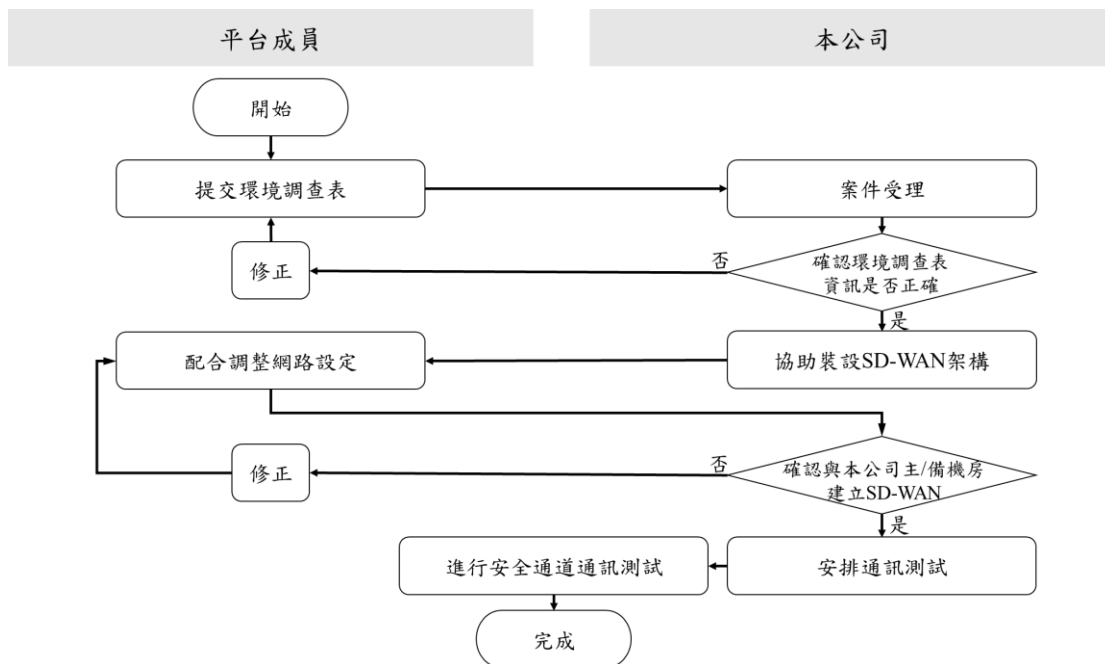 平台成員
本公司
開始
提交環境調查表
案件受理
修正
否
確認環境調查表
資訊是否正確
是
配合調整網路設定
協助裝設SD-WAN架構
修正
否
確認與本公司主/備機房
建立SD-WAN
是
進行安全通道通訊測試
安排通訊測試
完成